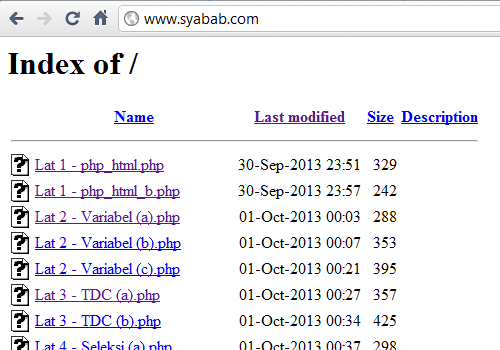 www.syabab.com
Index of /
Name Last modified Size Description
Lat 1 - php_html.php 30-Sep-2013 23:51 329
Lat 1 - php_html_b.php 30-Sep-2013 23:57 242
Lat 2 - Variabel (a).php 01-Oct-2013 00:03 288
Lat 2 - Variabel (b).php 01-Oct-2013 00:07 353
Lat 2 - Variabel (c).php 01-Oct-2013 00:21 395
Lat 3 - TDC (a).php 01-Oct-2013 00:27 357
Lat 3 - TDC (b).php 01-Oct-2013 00:34 425
Lat 4 - Seleksi (a).php 01-Oct-2013 00:37 298